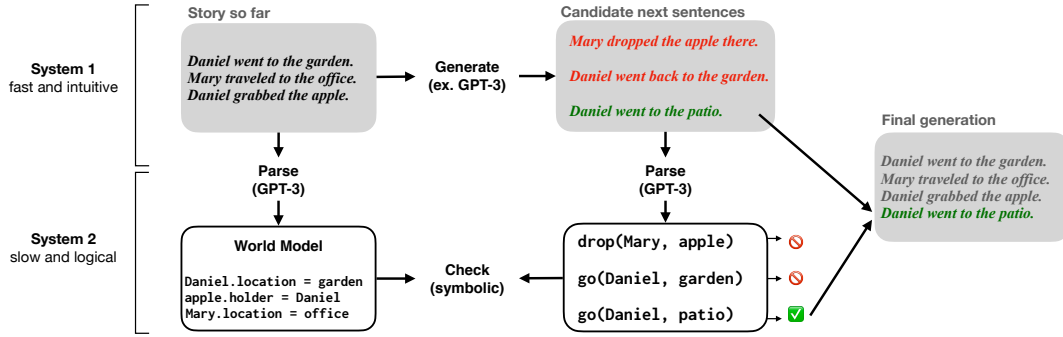 Story so far
Candidate next sentences
System 1
fast and intuitive
Daniel went to the garden.
Mary traveled to the office.
Daniel grabbed the apple.
Generate
(ex. GPT-3)
Mary dropped the apple there.
Daniel went back to the garden.
Daniel went to the patio.
Final generation
Daniel went to the garden.
Mary traveled to the office.
Daniel grabbed the apple.
Daniel went to the patio.
Parse
(GPT-3)
Parse
(GPT-3)
System 2
slow and logical
World Model
Daniel.location = garden
apple.holder = Daniel
Mary.location = office
Check
(symbolic)
drop(Mary, apple)
go(Daniel, garden)
go(Daniel, patio)